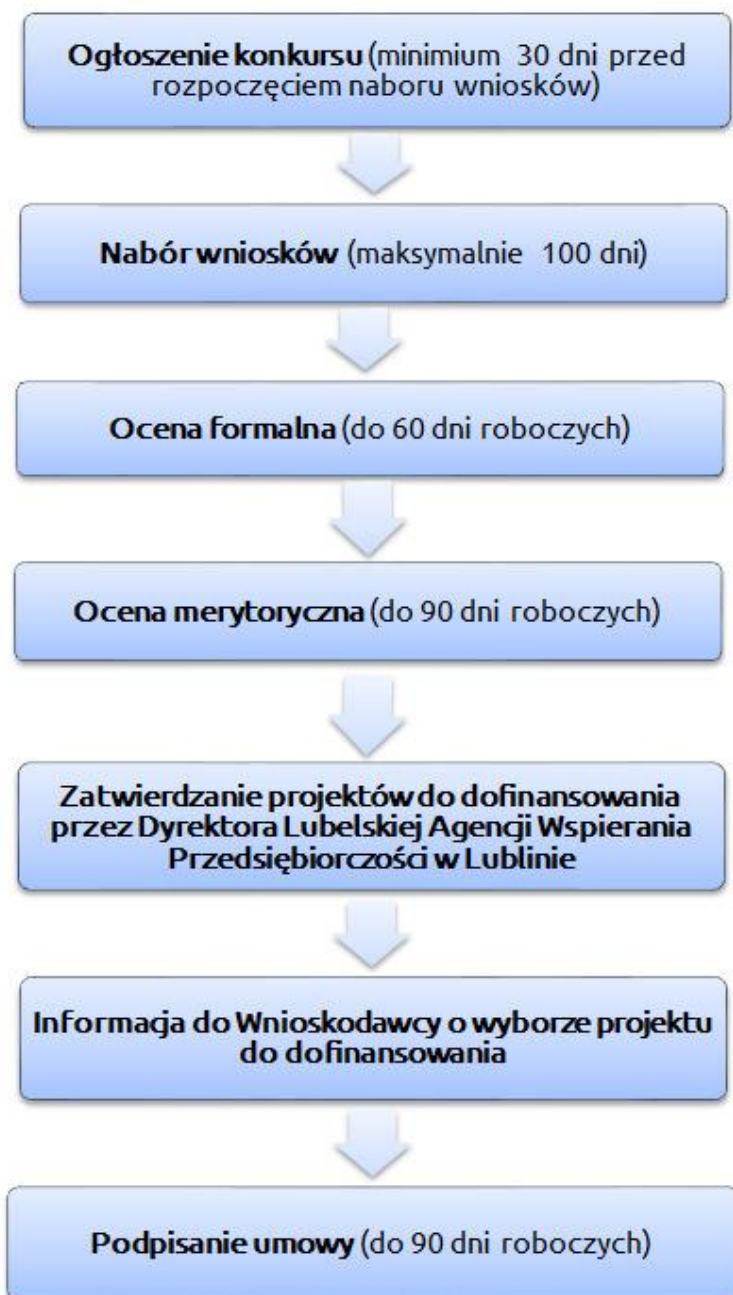 Ogłoszenie konkursu (minimium 30 dni przed
rozpoczęciem naboru wniosków)
Nabór wniosków (maksymalnie 100 dni)
Ocena formalna (do 60 dni roboczych)
Ocena merytoryczna (do 90 dni roboczych)
Zatwierdzanie projektów do dofinansowania
przez Dyrektora Lubelskiej Agencji Wspierania
Przedsiębiorczości w Lublinie
Informacja do Wnioskodawcy o wyborze projektu
do dofinansowania
Podpisanie umowy (do 90 dni roboczych)